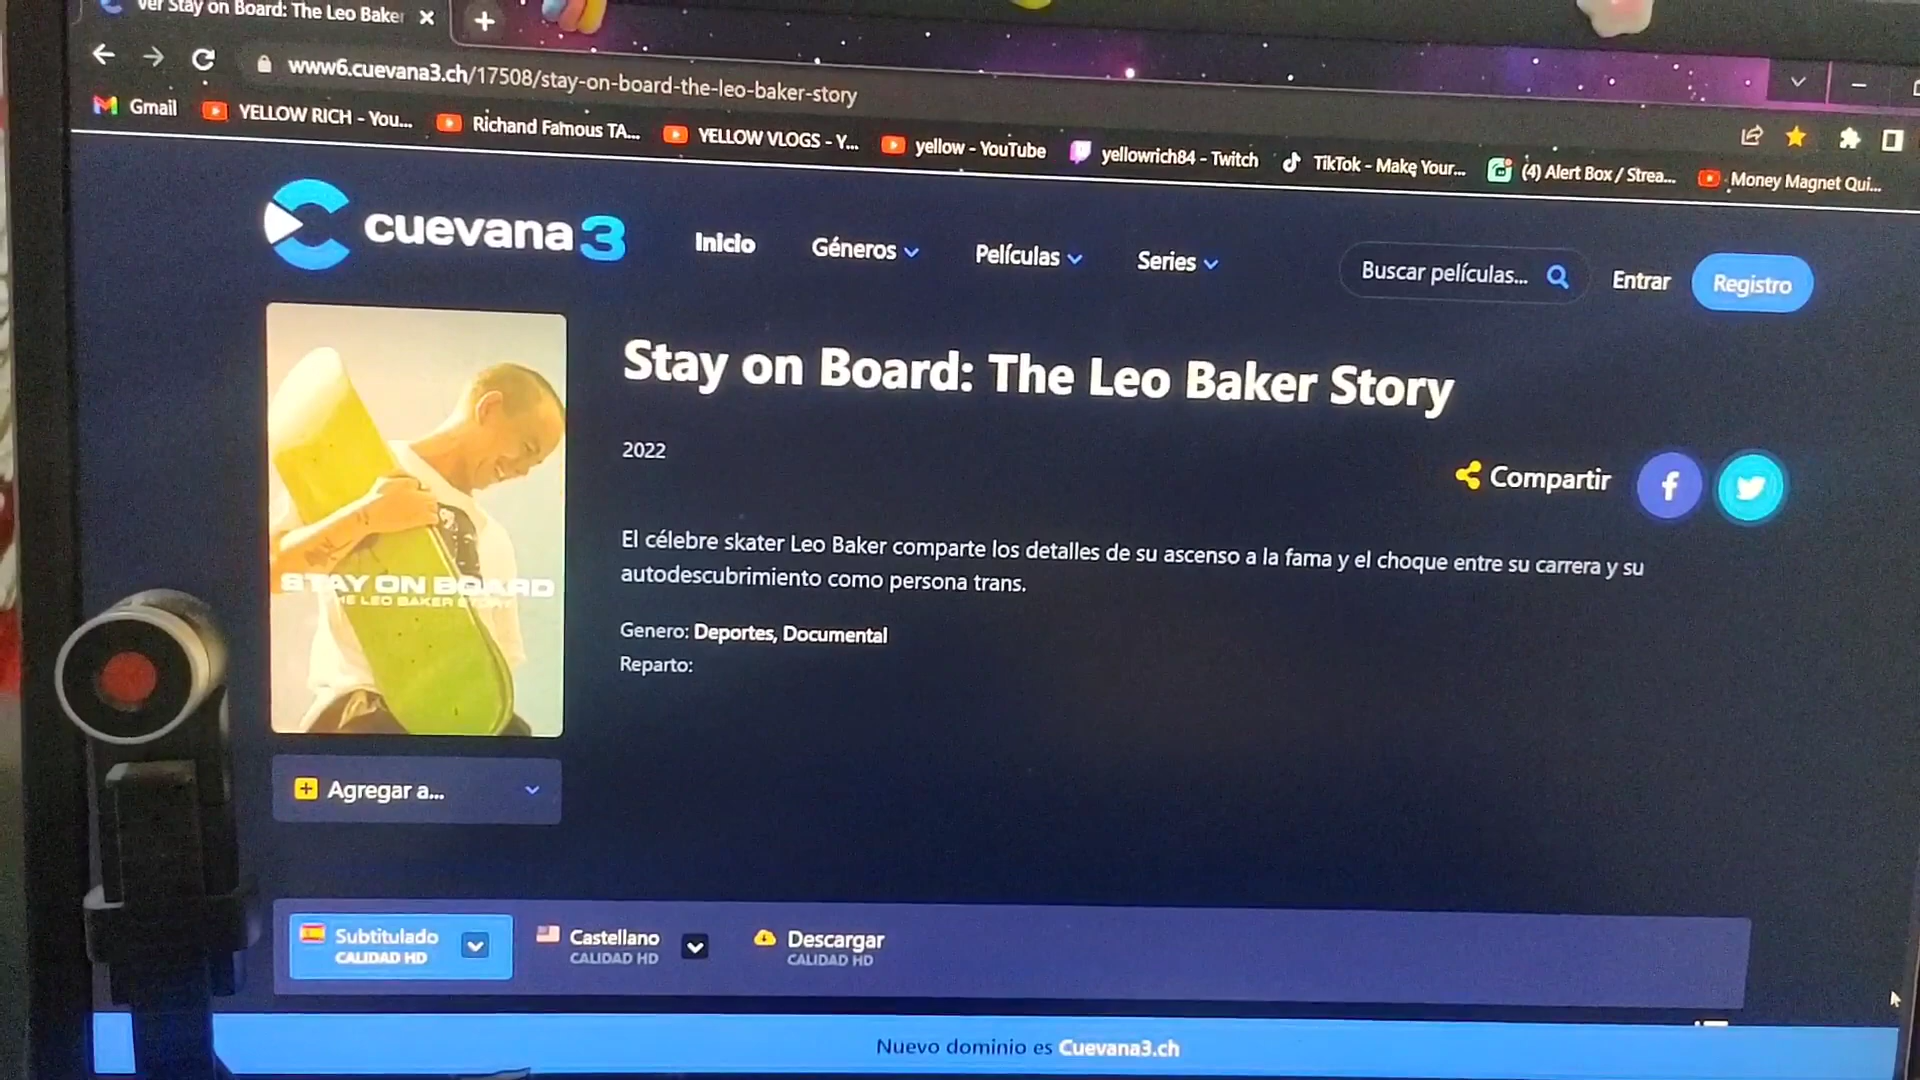 Ver Stay on Board: The Leo Baker
www6.cuevana3.ch/17508/stay-on-board-the-leo-baker-story
Gmail YELLOW RICH - You... Richand Famous TA... YELLOW VLOGS - Y... yellow - YouTube yellowrich84 - Twitch TikTok - Make Your... (4) Alert Box / Strea... Money Magnet Qui...
cuevana3 Inicio Géneros Películas Series Buscar películas... Entrar Registro
Stay on Board: The Leo Baker Story
2022
Compartir
El célebre skater Leo Baker comparte los detalles de su ascenso a la fama y el choque entre su carrera y su
autodescubrimiento como persona trans.
STAY ON BOARD
THE LEO BAKER STORY
Genero: Deportes, Documental
Reparto:
Agregar a...
Subtitulado Castellano Descargar
CALIDAD HD CALIDAD HD CALIDAD HD
Nuevo dominio es Cuevana3.ch